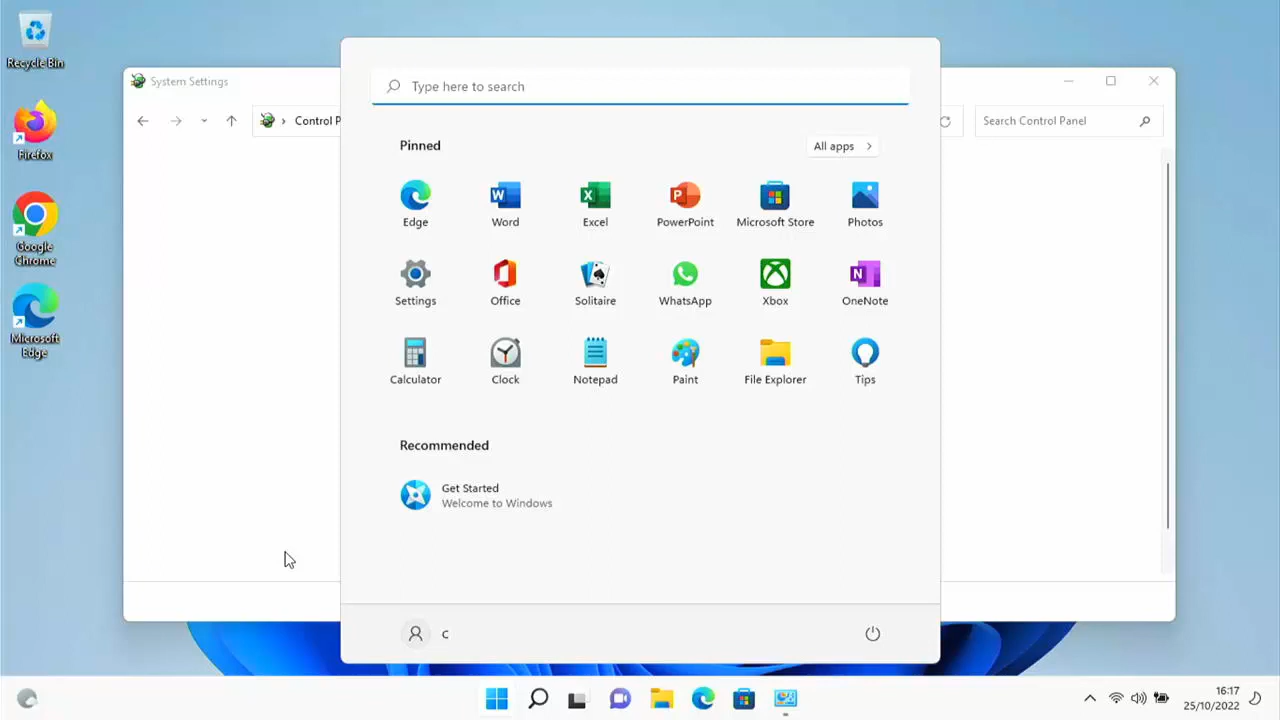 Recycle Bin
Firefox
Google
Chrome
Microsoft
Edge
System Settings
Control P
Search Control Panel
Type here to search
Pinned
All apps
Edge
Word
Excel
PowerPoint
Microsoft Store
Photos
Settings
Office
Solitaire
WhatsApp
Xbox
OneNote
Calculator
Clock
Notepad
Paint
File Explorer
Tips
Recommended
Get Started
Welcome to Windows
C
16:17
25/10/2022